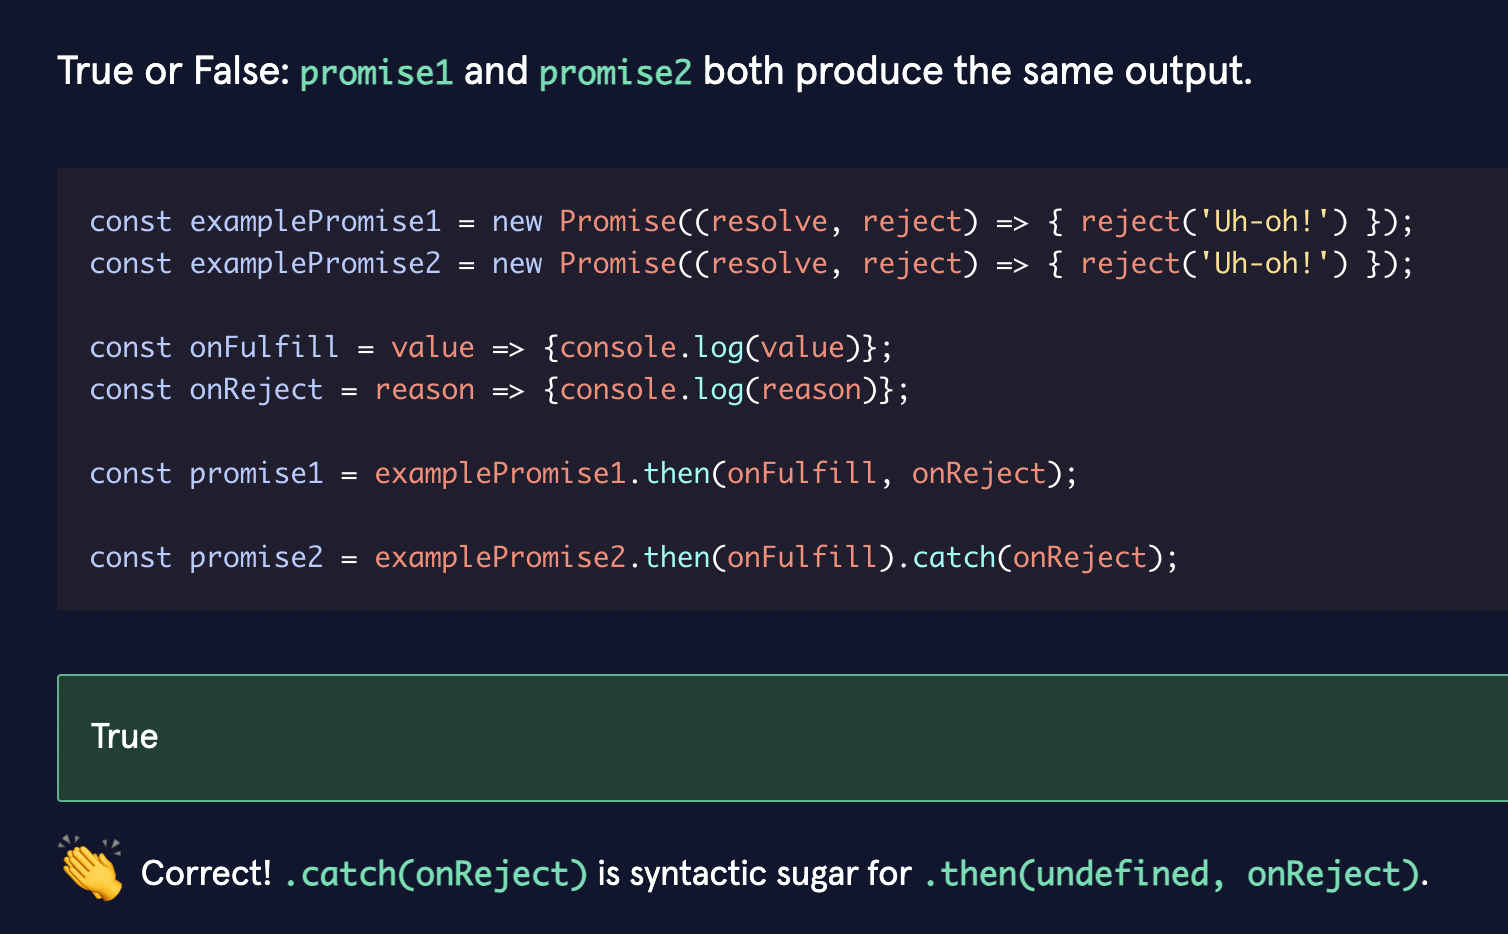 True or False: promise1 and promise2 both produce the same output.
const examplePromise1 = new Promise((resolve, reject) => { reject('Uh-oh!') });
const examplePromise2 = new Promise((resolve, reject) => { reject('Uh-oh!') });
const onFulfill = value => {console.log(value)};
const onReject = reason => {console.log(reason)};
const promise1 = examplePromise1.then(onFulfill, onReject);
const promise2 = examplePromise2.then(onFulfill).catch(onReject);
True
👏 Correct! .catch(onReject) is syntactic sugar for .then(undefined, onReject).